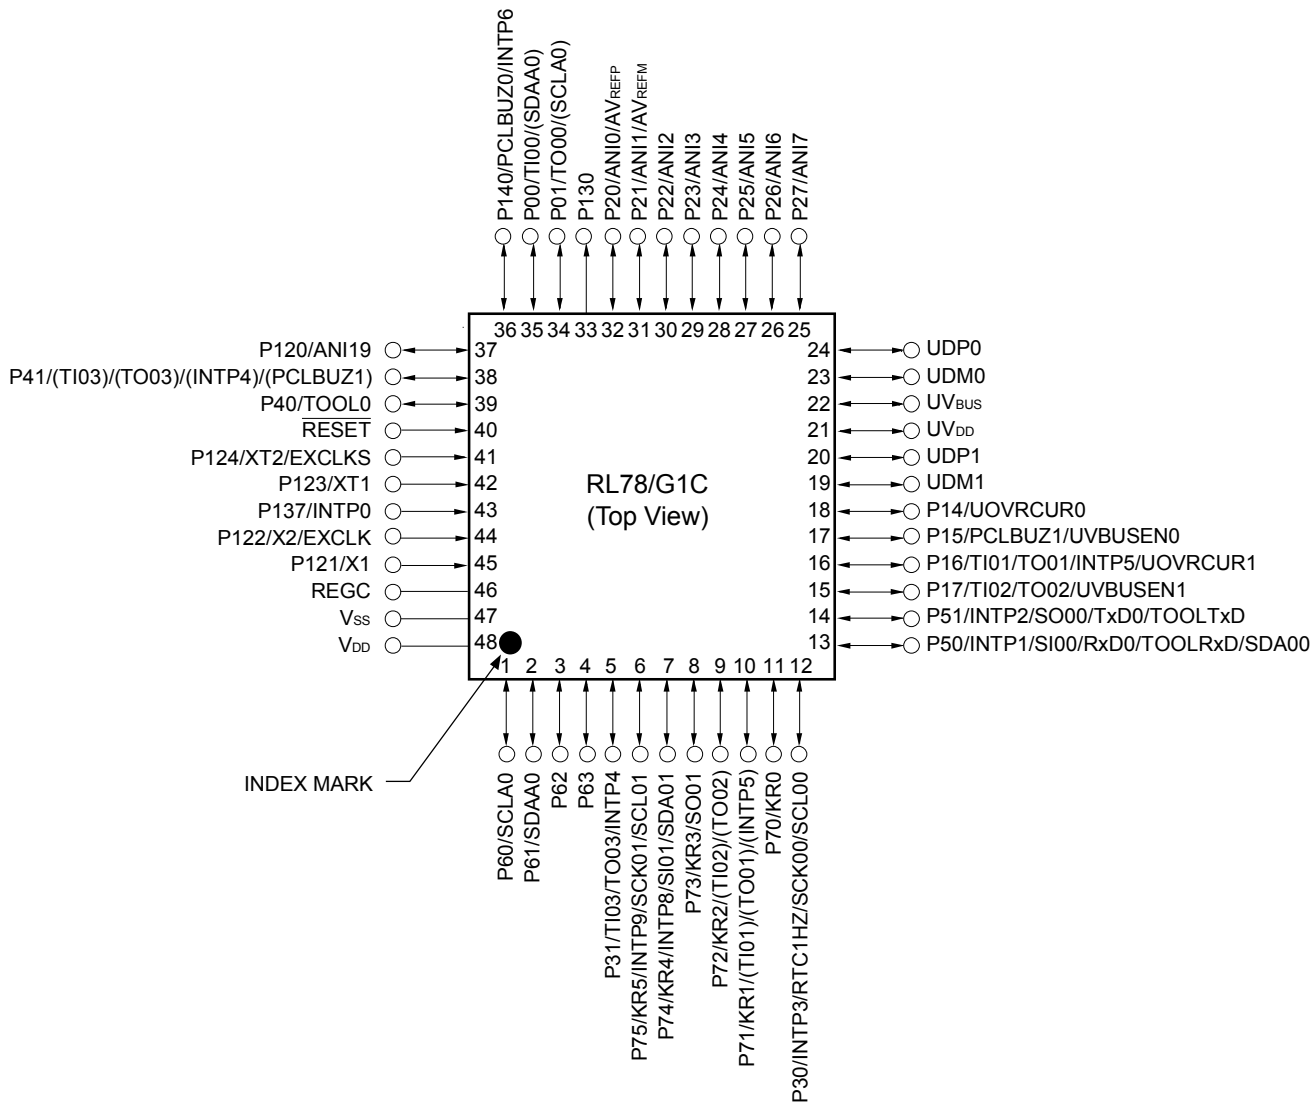 P140/PCLBUZ0/INTP6
P00/TI00/(SDAA0)
P01/TO00/(SCLA0)
P130
P20/ANI0/AVREFP
P21/ANI1/AVREFM
P22/ANI2
P23/ANI3
P24/ANI4
P25/ANI5
P26/ANI6
P27/ANI7
36 35 34 33 32 31 30 29 28 27 26 25
P120/ANI19 37
P41/(TI03)/(TO03)/(INTP4)/(PCLBUZ1) 38
P40/TOOL0 39
RESET 40
P124/XT2/EXCLKS 41
P123/XT1 42
P137/INTP0 43
P122/X2/EXCLK 44
P121/X1 45
REGC 46
VSS 47
VDD 48
RL78/G1C
(Top View)
24 UDP0
23 UDM0
22 UVBUS
21 UVDD
20 UDP1
19 UDM1
18 P14/UOVRCUR0
17 P15/PCLBUZ1/UVBUSEN0
16 P16/TI01/TO01/INTP5/UOVRCUR1
15 P17/TI02/TO02/UVBUSEN1
14 P51/INTP2/SO00/TxD0/TOOLTxD
13 P50/INTP1/SI00/RxD0/TOOLRxD/SDA00
1 2 3 4 5 6 7 8 9 10 11 12
INDEX MARK
P60/SCLA0
P61/SDAA0
P62
P63
P31/TI03/TO03/INTP4
P75/KR5/INTP9/SCK01/SCL01
P74/KR4/INTP8/SI01/SDA01
P73/KR3/SO01
P72/KR2/(TI02)/(TO02)
P71/KR1/(TI01)/(TO01)/(INTP5)
P70/KR0
P30/INTP3/RTC1HZ/SCK00/SCL00